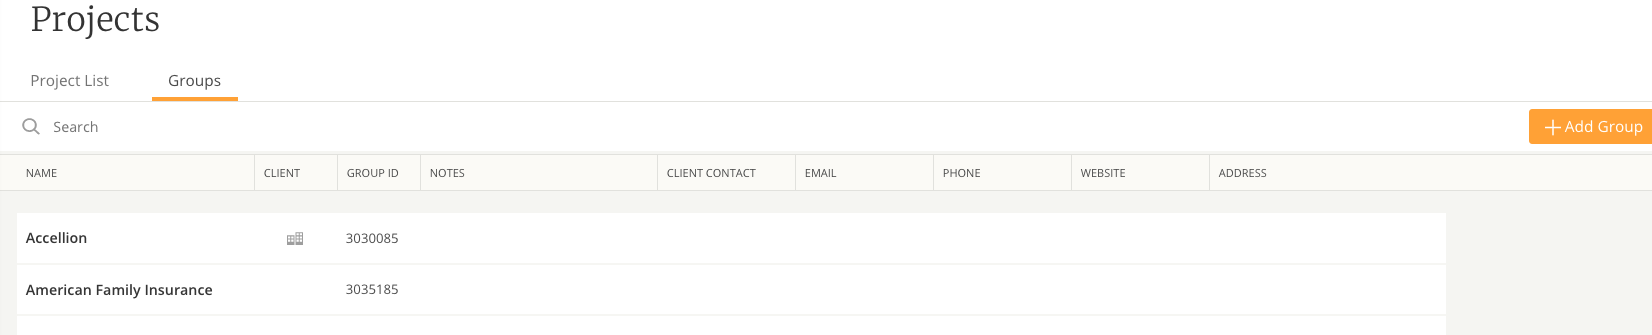 Projects
Project List Groups
Search
Add Group
NAME CLIENT GROUP ID NOTES CLIENT CONTACT EMAIL PHONE WEBSITE ADDRESS
Accellion 3030085
American Family Insurance 3035185